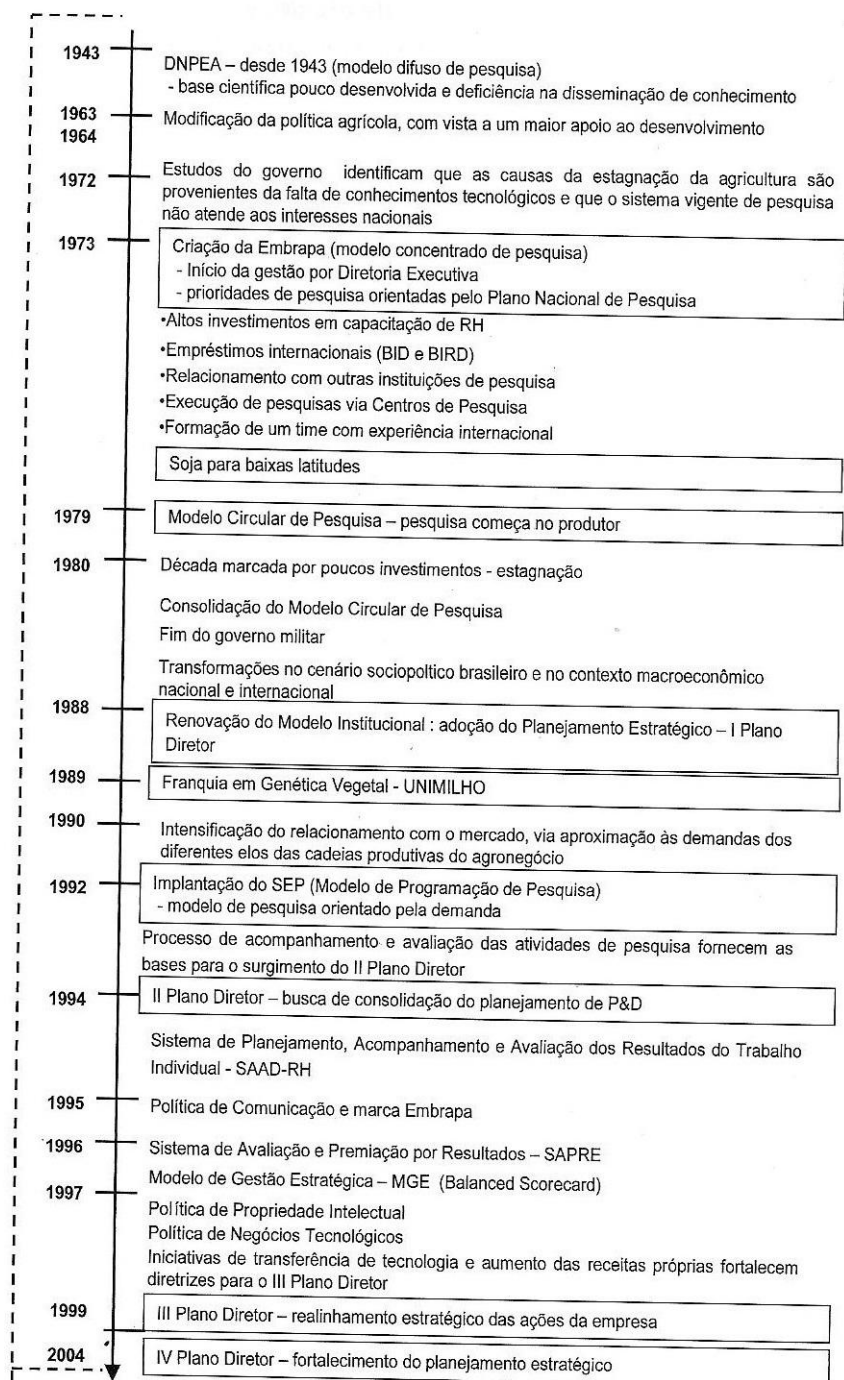 1943
DNPEA – desde 1943 (modelo difuso de pesquisa)
- base científica pouco desenvolvida e deficiência na disseminação de conhecimento
1963
1964
Modificação da política agrícola, com vista a um maior apoio ao desenvolvimento
1972
Estudos do governo identificam que as causas da estagnação da agricultura são
provenientes da falta de conhecimentos tecnológicos e que o sistema vigente de pesquisa
não atende aos interesses nacionais
1973
Criação da Embrapa (modelo concentrado de pesquisa)
- Início da gestão por Diretoria Executiva
- prioridades de pesquisa orientadas pelo Plano Nacional de Pesquisa
•Altos investimentos em capacitação de RH
•Empréstimos internacionais (BID e BIRD)
•Relacionamento com outras instituições de pesquisa
•Execução de pesquisas via Centros de Pesquisa
•Formação de um time com experiência internacional
Soja para baixas latitudes
1979
Modelo Circular de Pesquisa – pesquisa começa no produtor
1980
Década marcada por poucos investimentos - estagnação
Consolidação do Modelo Circular de Pesquisa
Fim do governo militar
Transformações no cenário sociopoltico brasileiro e no contexto macroeconômico
nacional e internacional
1988
Renovação do Modelo Institucional : adoção do Planejamento Estratégico – I Plano
Diretor
1989
Franquia em Genética Vegetal - UNIMILHO
1990
Intensificação do relacionamento com o mercado, via aproximação às demandas dos
diferentes elos das cadeias produtivas do agronegócio
1992
Implantação do SEP (Modelo de Programação de Pesquisa)
- modelo de pesquisa orientado pela demanda
Processo de acompanhamento e avaliação das atividades de pesquisa fornecem as
bases para o surgimento do II Plano Diretor
1994
II Plano Diretor – busca de consolidação do planejamento de P&D
Sistema de Planejamento, Acompanhamento e Avaliação dos Resultados do Trabalho
Individual - SAAD-RH
1995
Política de Comunicação e marca Embrapa
1996
Sistema de Avaliação e Premiação por Resultados – SAPRE
Modelo de Gestão Estratégica – MGE (Balanced Scorecard)
1997
Política de Propriedade Intelectual
Política de Negócios Tecnológicos
Iniciativas de transferência de tecnologia e aumento das receitas próprias fortalecem
diretrizes para o III Plano Diretor
1999
III Plano Diretor – realinhamento estratégico das ações da empresa
2004
IV Plano Diretor – fortalecimento do planejamento estratégico